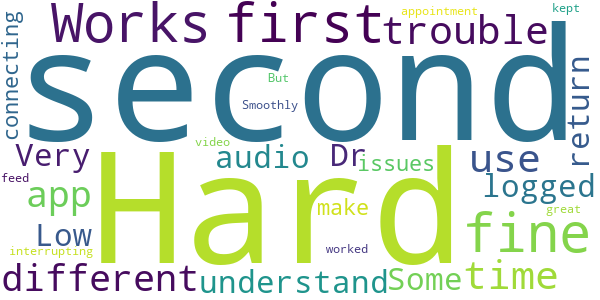 connecting
Works first
appointment
kept
trouble
second
But
Smoothly
return
video
Very
audio
Dr
issues
use
feed
Hard
app
make
logged
Low
great
fine
interrupting
worked
different
understand
Some
time